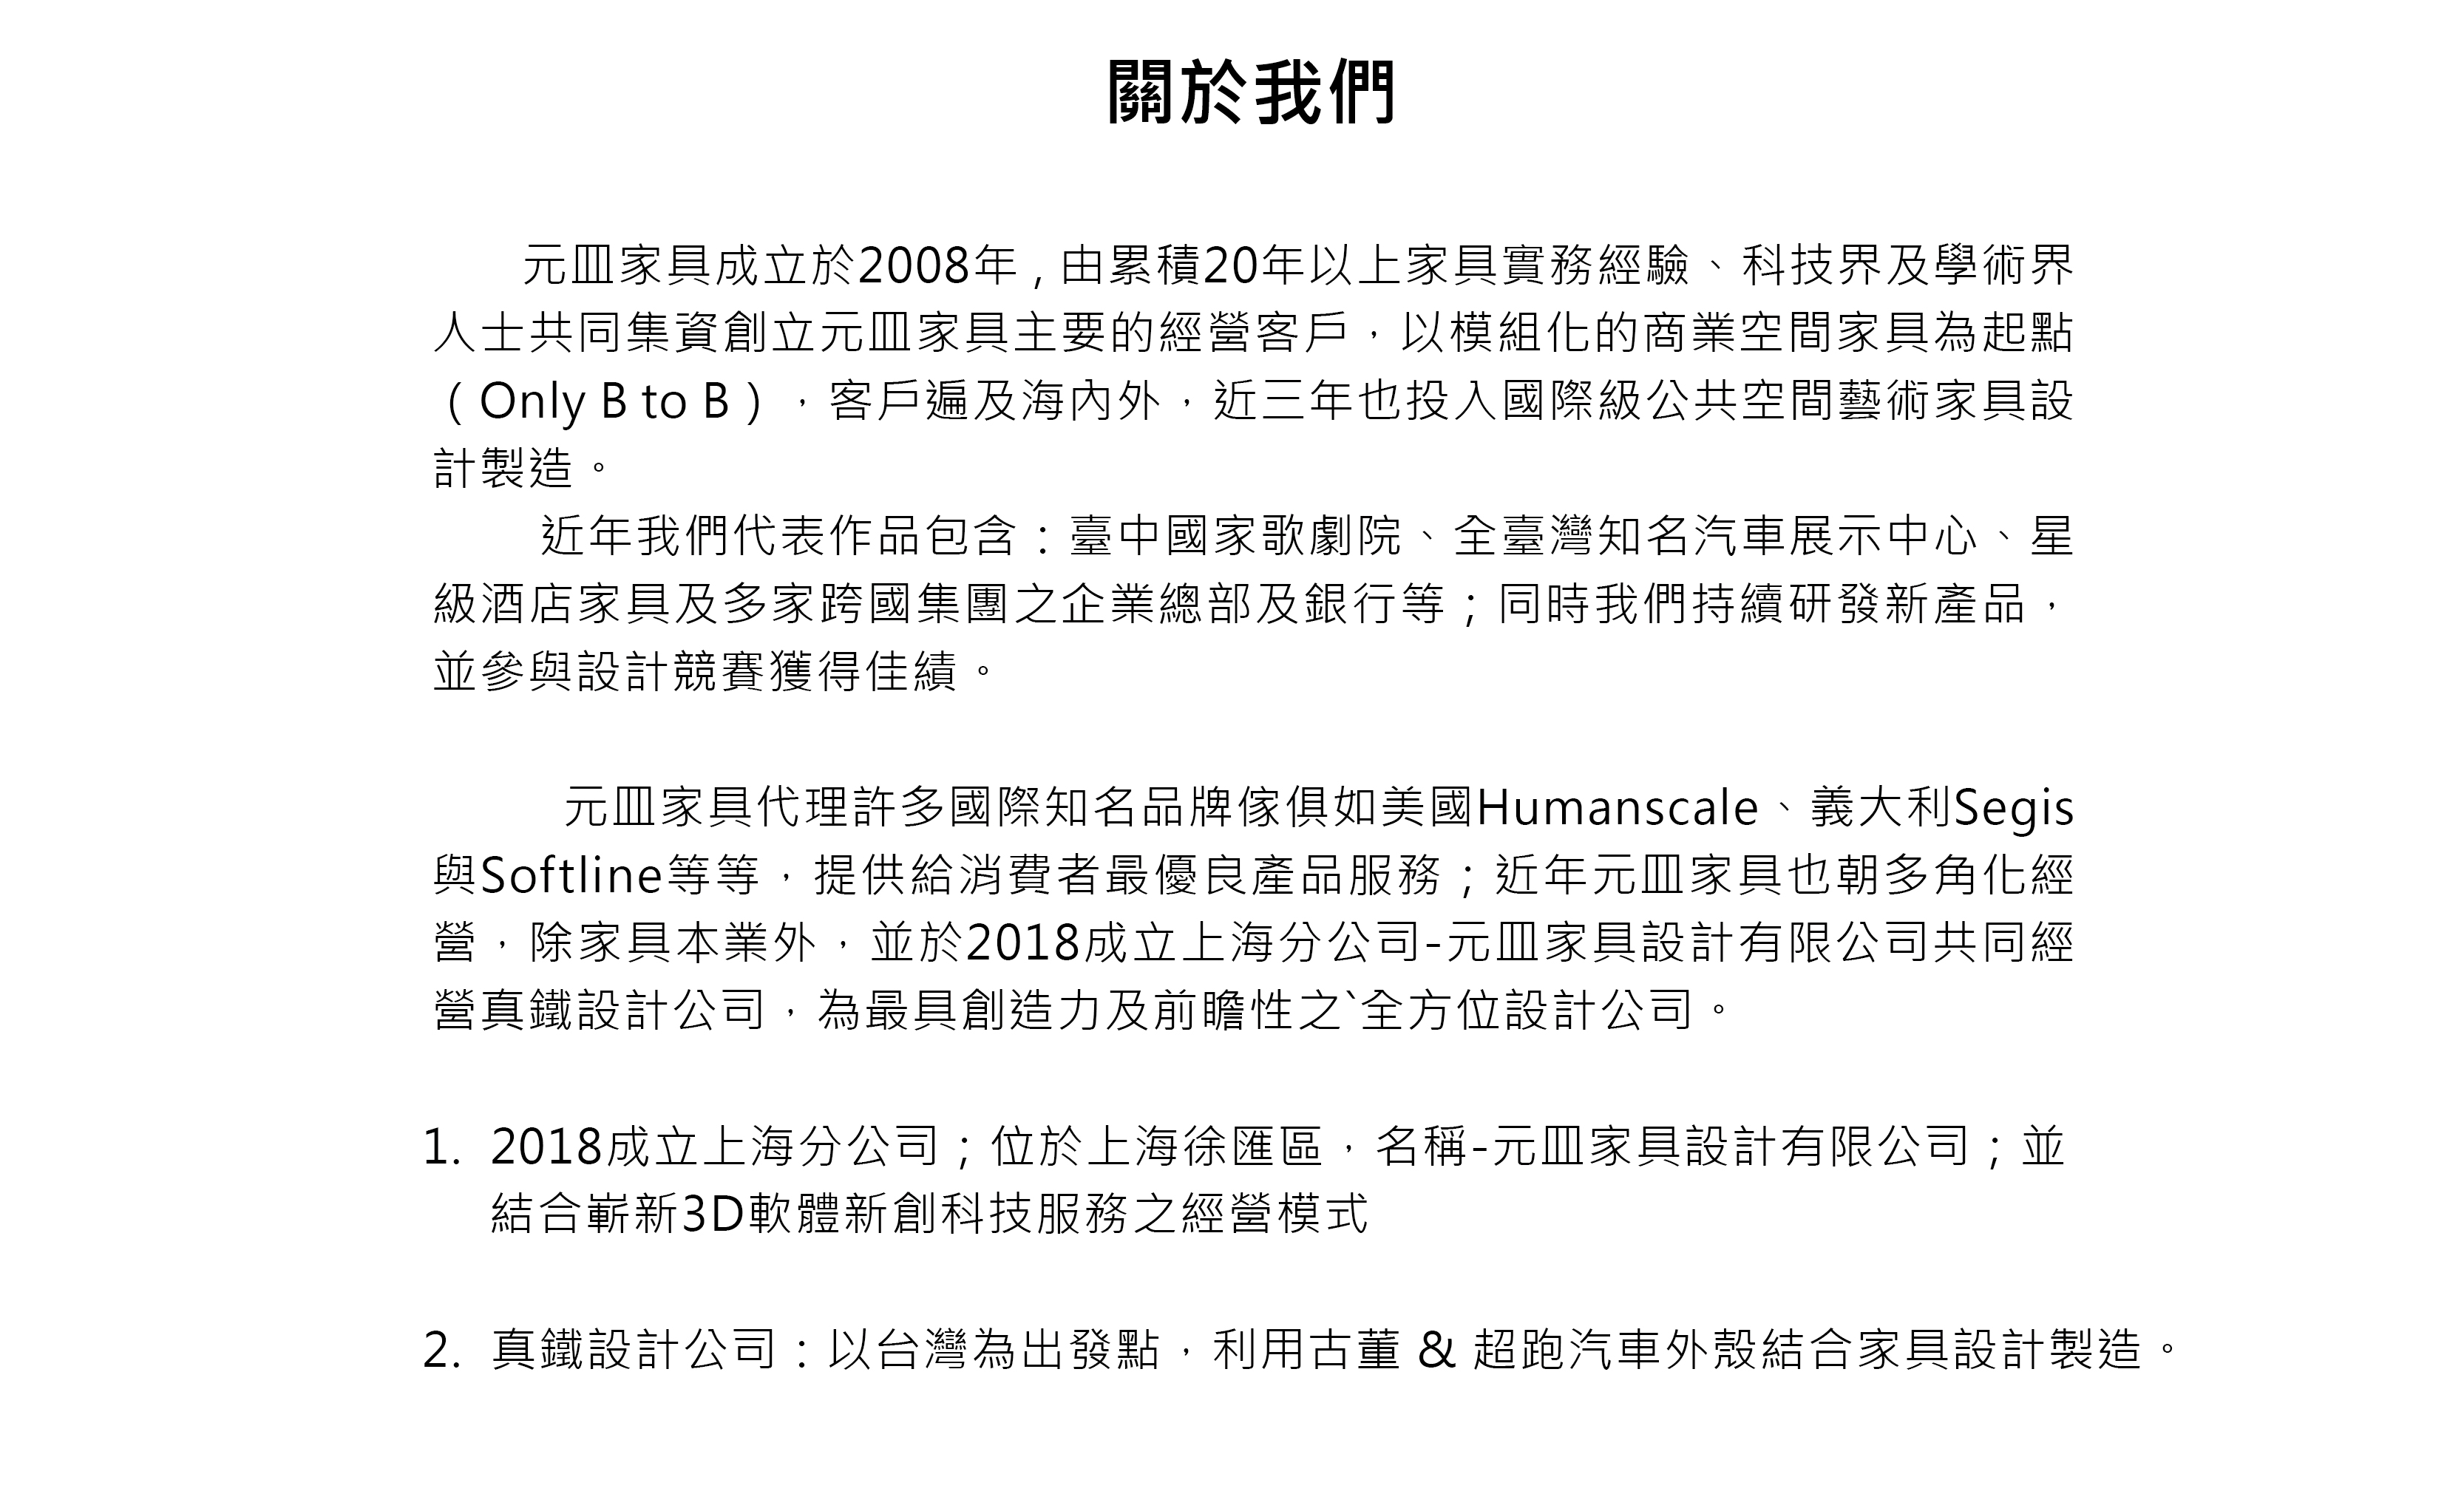 關於我們
元皿家具成立於2008年，由累積20年以上家具實務經驗、科技界及學術界
人士共同集資創立元皿家具主要的經營客戶，以模組化的商業空間家具為起點
（Only B to B），客戶遍及海內外，近三年也投入國際級公共空間藝術家具設
計製造。
近年我們代表作品包含：臺中國家歌劇院、全臺灣知名汽車展示中心、星
級酒店家具及多家跨國集團之企業總部及銀行等；同時我們持續研發新產品，
並參與設計競賽獲得佳績。
元皿家具代理許多國際知名品牌傢俱如美國Humanscale、義大利Segis
與Softline等等，提供給消費者最優良產品服務；近年元皿家具也朝多角化經
營，除家具本業外，並於2018成立上海分公司-元皿家具設計有限公司共同經
營真鐵設計公司，為最具創造力及前瞻性之`全方位設計公司。
1. 2018成立上海分公司；位於上海徐匯區，名稱-元皿家具設計有限公司；並
結合嶄新3D軟體新創科技服務之經營模式
2. 真鐵設計公司：以台灣為出發點，利用古董 & 超跑汽車外殼結合家具設計製造。